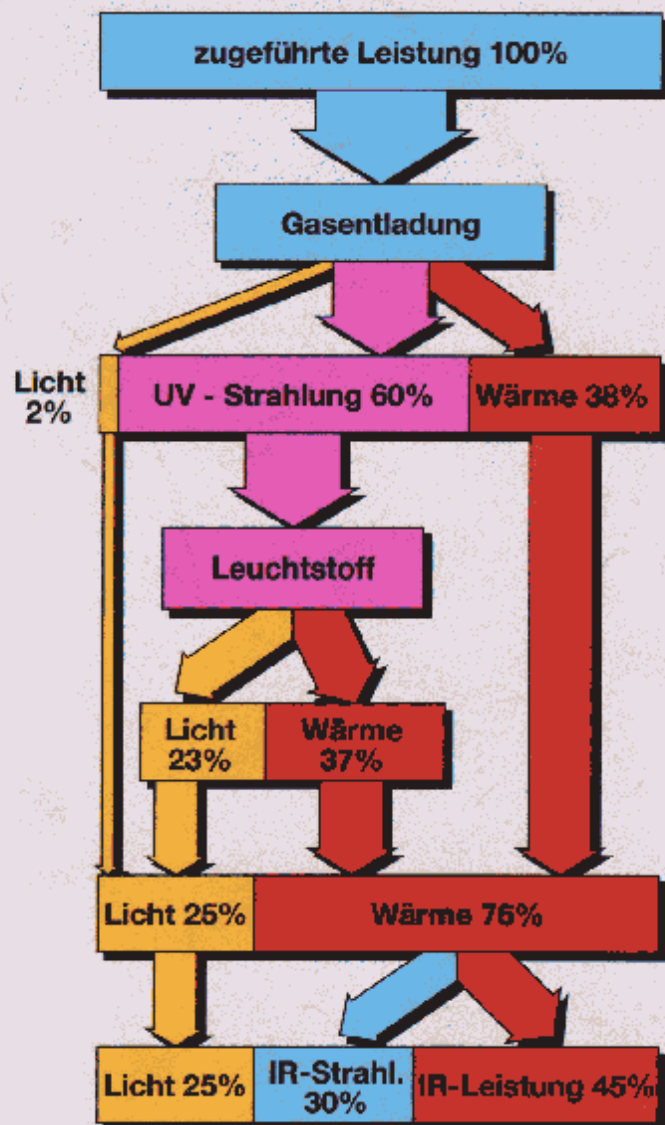 zugeführte Leistung 100%
Gasentladung
Licht
2%
UV - Strahlung 60%
Wärme 38%
Leuchtstoff
Licht
23%
Wärme
37%
Licht 25%
Wärme 76%
Licht 25%
IR-Strahl.
30%
IR-Leistung 45%